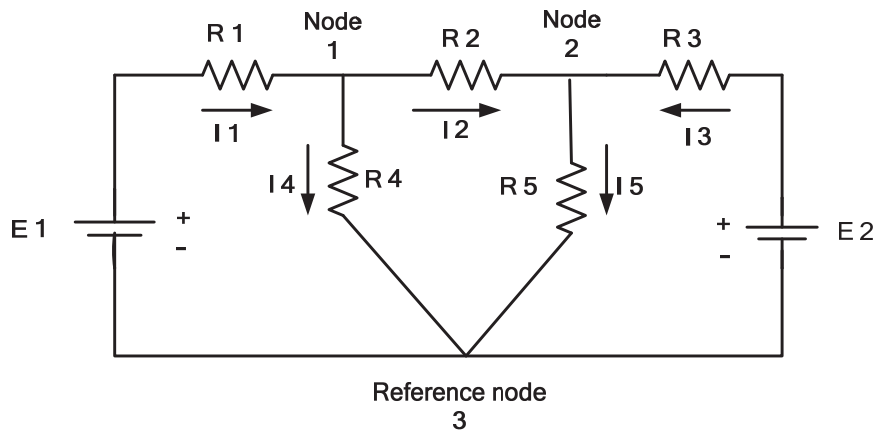 R 1
Node
1
R 2
Node
2
R 3
I 1
I 2
I 3
I 4
R 4
R 5
I 5
E 1
+
-
+
-
E 2
Reference node
3